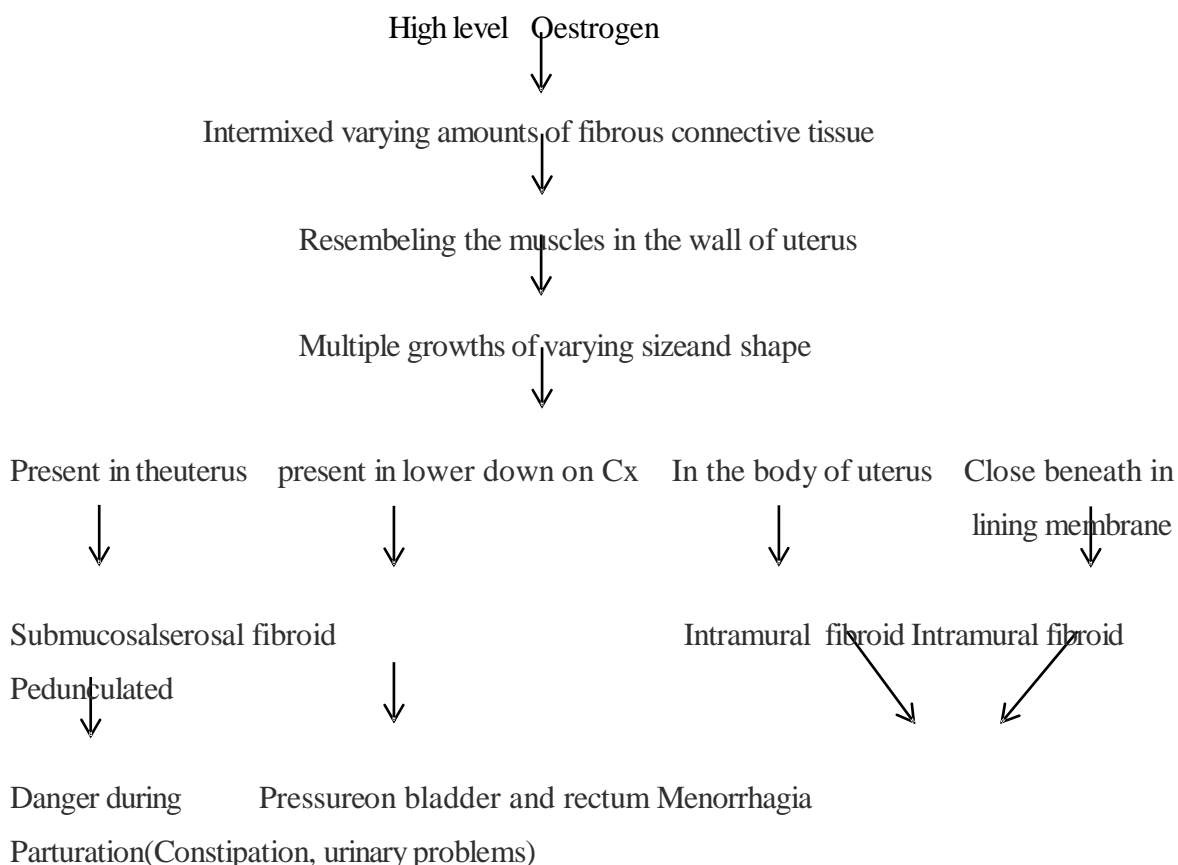 High level Oestrogen
Intermixed varying amounts of fibrous connective tissue
Resembeling the muscles in the wall of uterus
Multiple growths of varying sizeand shape
Present in theuterus present in lower down on Cx In the body of uterus Close beneath in
lining membrane
Submucosalserosal fibroid Intramural fibroid Intramural fibroid
Pedunculated
Danger during Pressureon bladder and rectum Menorrhagia
Parturation(Constipation, urinary problems)